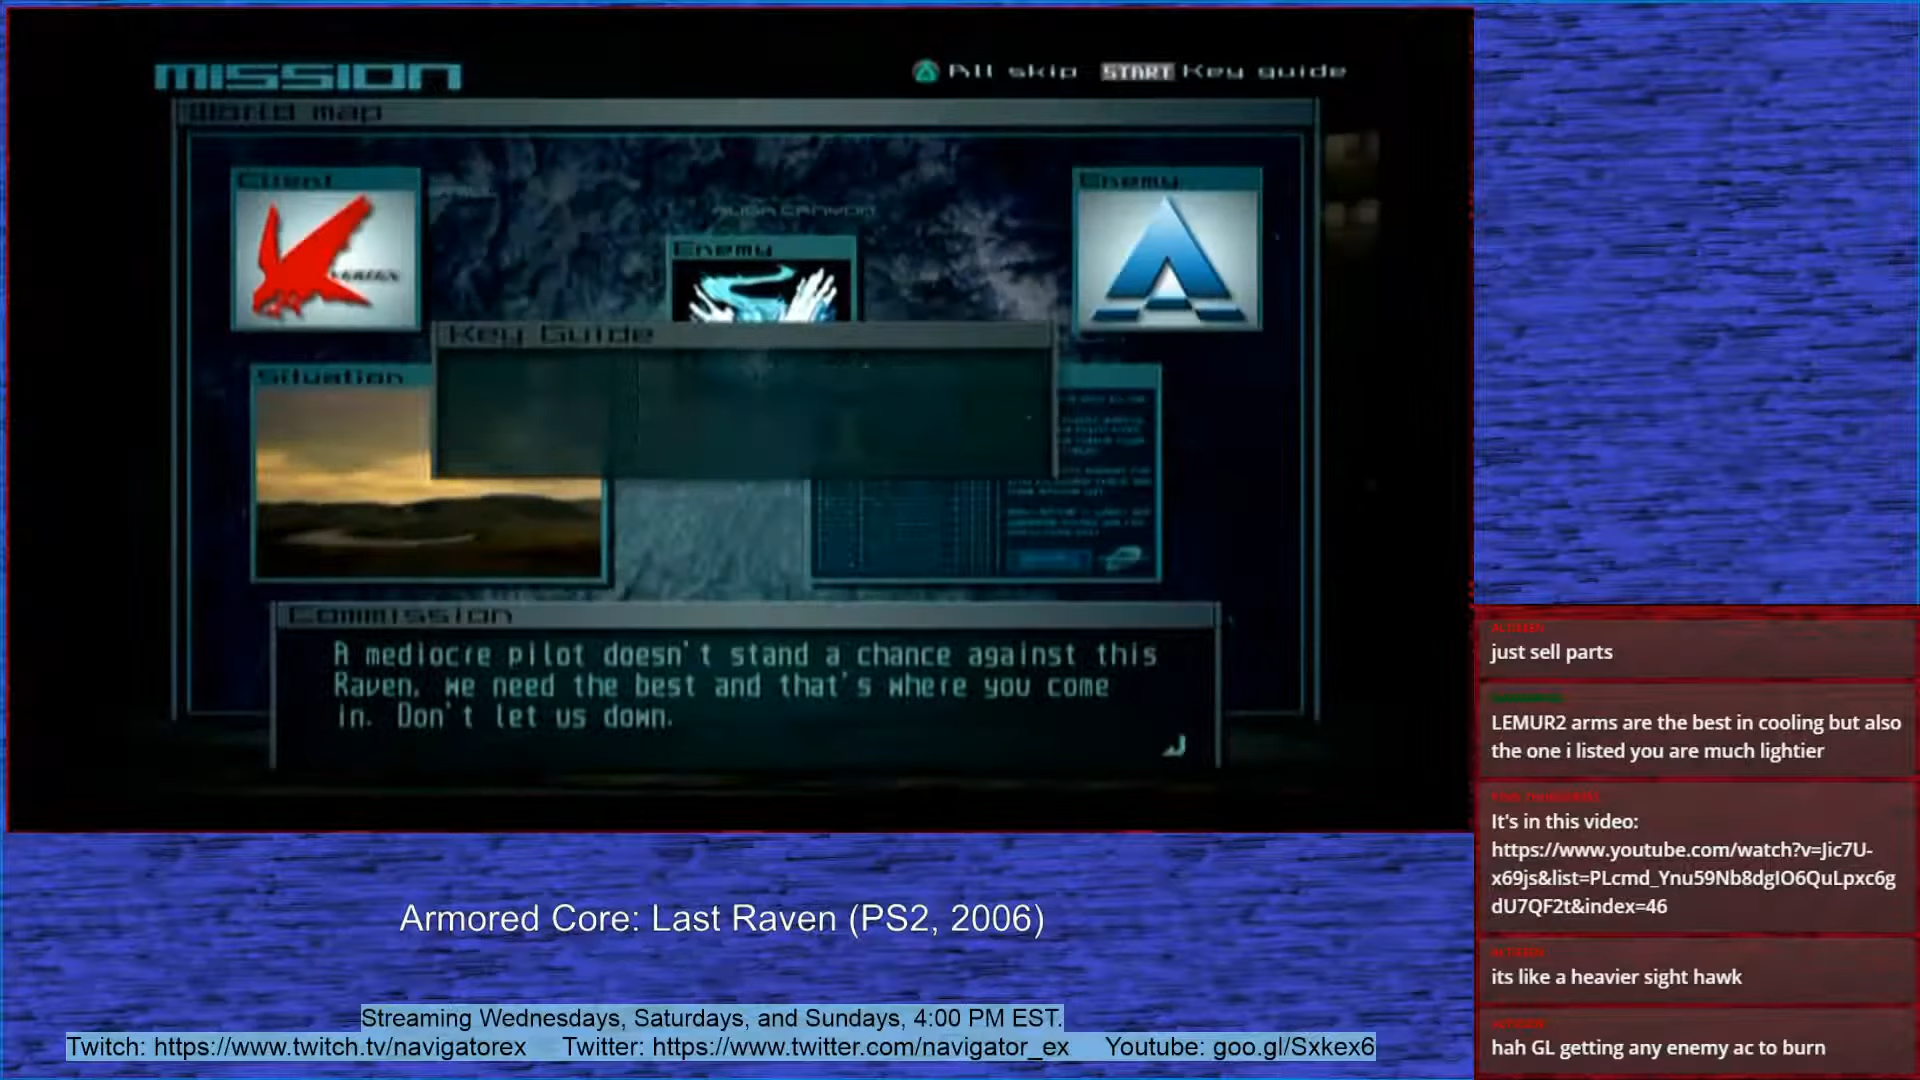 MISSION
All skip START Key guide
World map
Client
Enemy
ALIGA CANYON
Enemy
Key Guide
Situation
Commission
A mediocre pilot doesn't stand a chance against this
Raven, we need the best and that's where you come
in. Don't let us down.
just sell parts
LEMUR2 arms are the best in cooling but also
the one i listed you are much lightier
It's in this video:
https://www.youtube.com/watch?v=Jic7U-
x69js&list=PLcmd_Ynu59Nb8dgIO6QuLpxc6g
dU7QF2t&index=46
its like a heavier sight hawk
hah GL getting any enemy ac to burn
Armored Core: Last Raven (PS2, 2006)
Streaming Wednesdays, Saturdays, and Sundays, 4:00 PM EST.
Twitch: https://www.twitch.tv/navigatorex Twitter: https://www.twitter.com/navigator_ex Youtube: goo.gl/Sxkex6